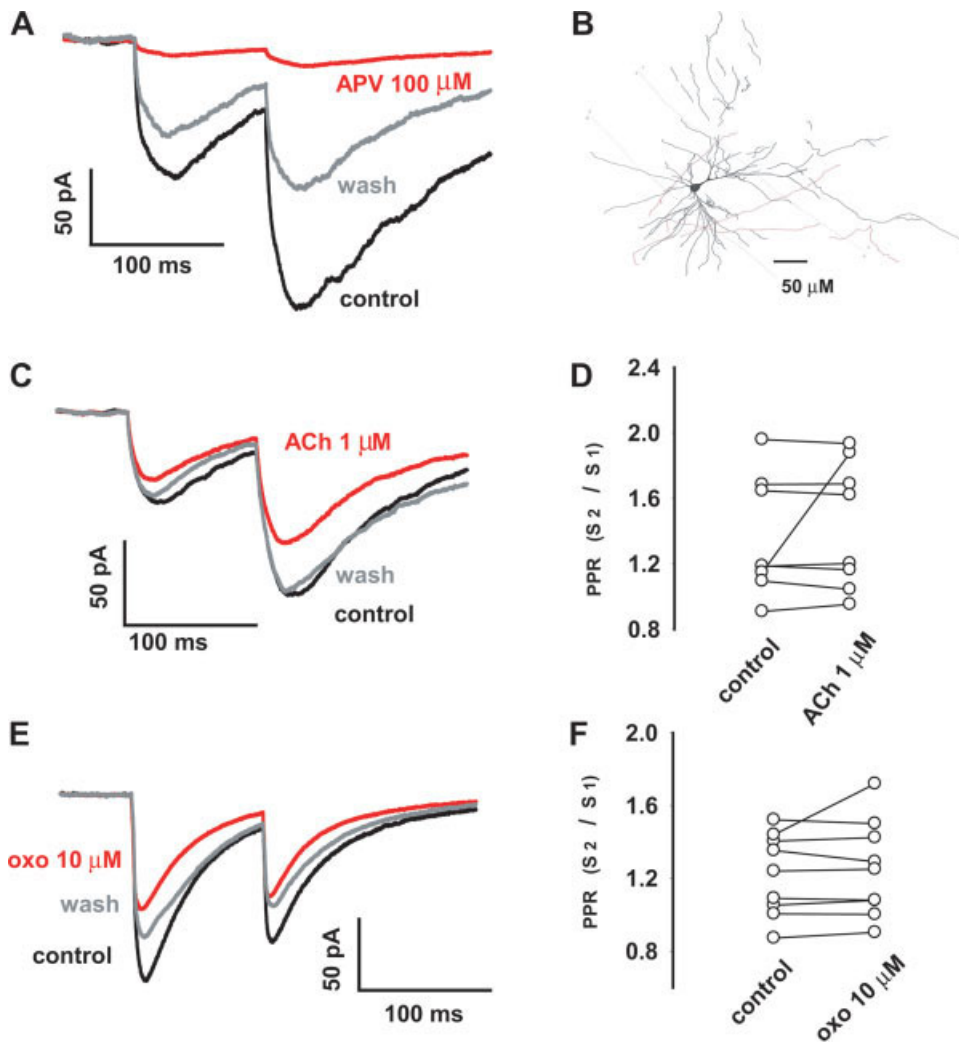 A
APV 100 μM
wash
control
50 pA
100 ms
B
50 μM
C
ACh 1 μM
wash
control
50 pA
100 ms
D
2.4
2.0
1.6
1.2
0.8
PPR (S2 / S1)
control
ACh 1 μM
E
oxo 10 μM
wash
control
50 pA
100 ms
F
2.0
1.6
1.2
0.8
PPR (S2 / S1)
control
oxo 10 μM